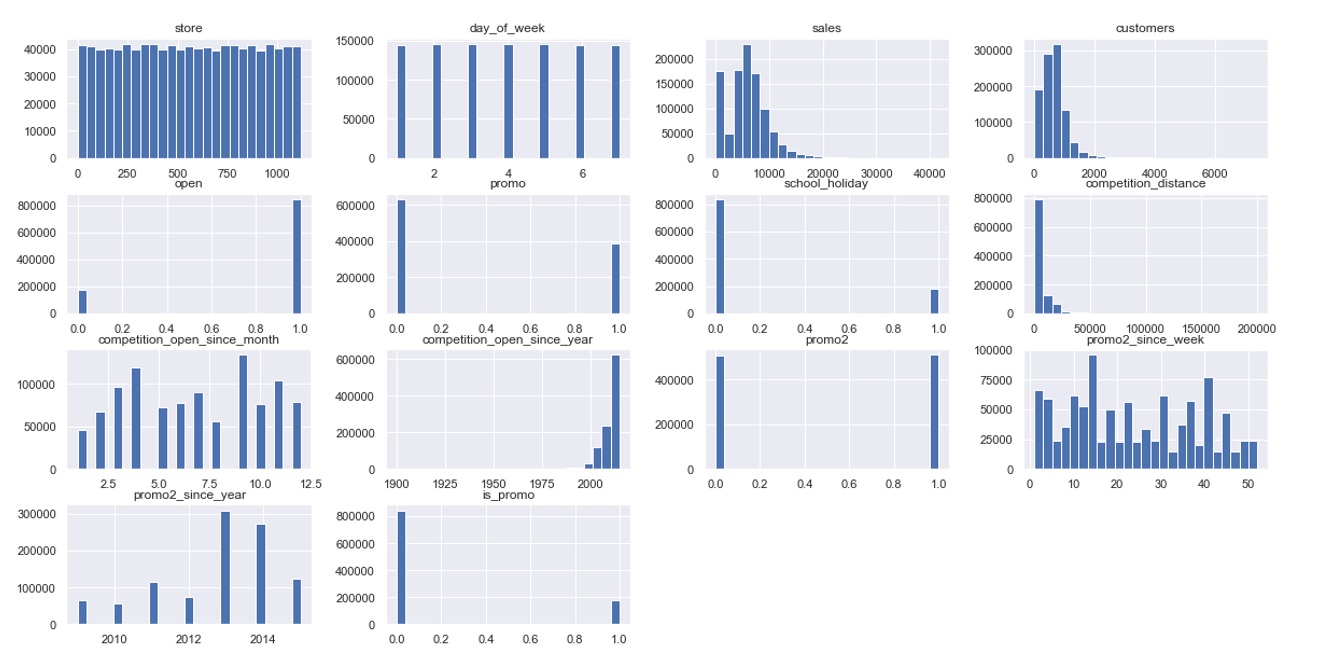 store day_of_week sales customers
40000 150000 200000 300000
30000 100000 150000 200000
20000 50000 100000 100000
10000 0 50000 0
0 0
0 250 500 750 1000 2 4 6 0 10000 20000 30000 40000 0 2000 4000 6000
open promo school_holiday competition_distance
800000 600000 800000 800000
600000 400000 600000 600000
400000 200000 400000 400000
200000 0 200000 200000
0 0 0
0.0 0.2 0.4 0.6 0.8 1.0 0.0 0.2 0.4 0.6 0.8 1.0 0.0 0.2 0.4 0.6 0.8 1.0 0 50000 100000 150000 200000
competition_open_since_month competition_open_since_year promo2 promo2_since_week
100000 600000 400000 100000
50000 400000 200000 75000
0 200000 0 50000
0 25000
0
2.5 5.0 7.5 10.0 12.5 1900 1925 1950 1975 2000 0.0 0.2 0.4 0.6 0.8 1.0 0 10 20 30 40 50
promo2_since_year is_promo
300000 800000
200000 600000
100000 400000
0 200000
0
2010 2012 2014 0.0 0.2 0.4 0.6 0.8 1.0